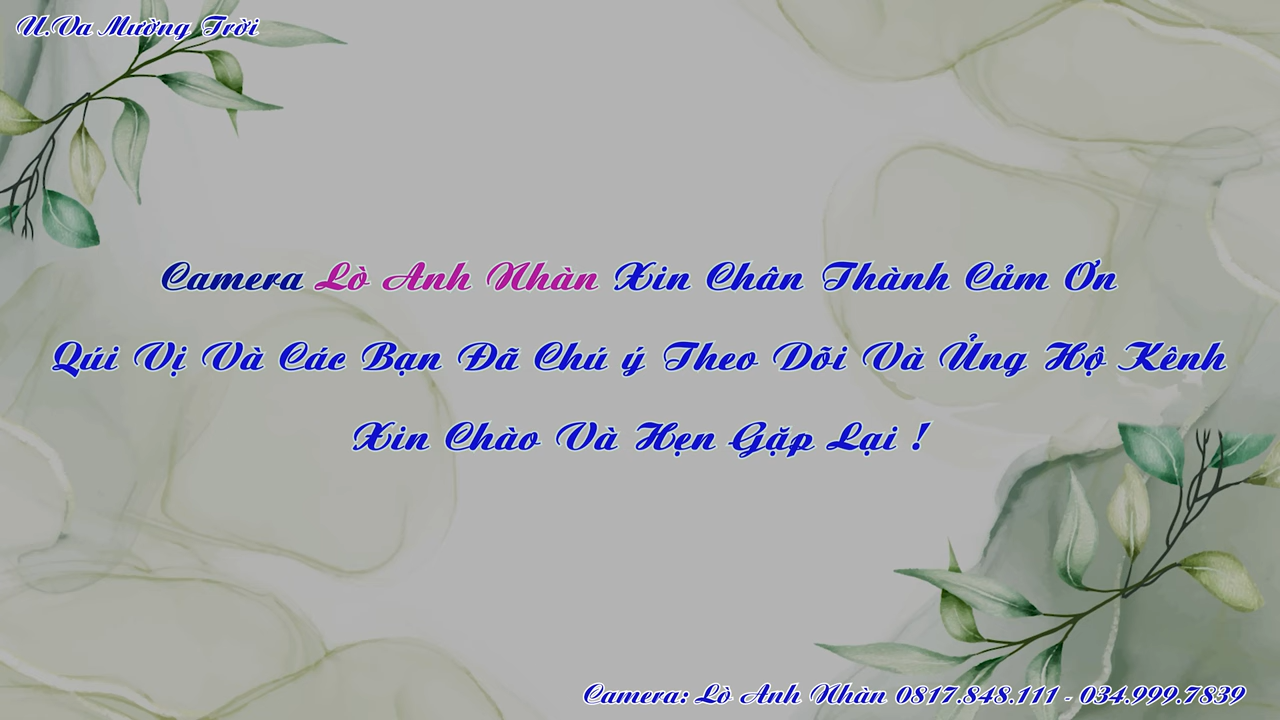 U.Va Mường Trời
Camera Lò Anh Nhàn Xin Chân Thành Cảm Ơn
Qúi Vị Và Các Bạn Đã Chú ý Theo Dõi Và Ủng Hộ Kênh
Xin Chào Và Hẹn Gặp Lại !
Camera: Lò Anh Nhàn 0817.848.111 - 034.999.7839